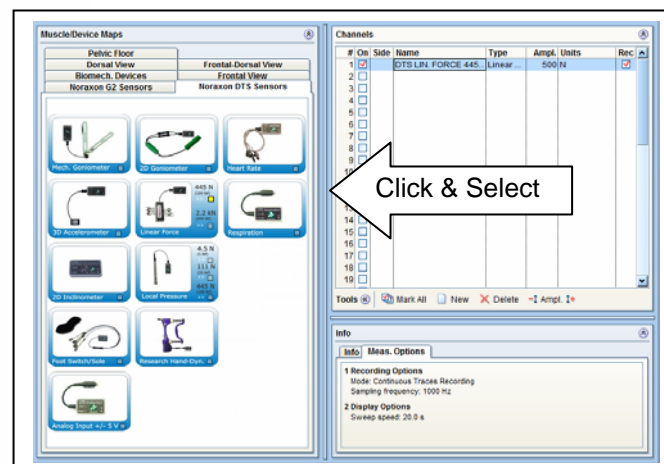 Muscle/Device Maps
Pelvic Floor
Dorsal View
Frontal-Dorsal View
Biomech. Devices
Frontal View
Noraxon G2 Sensors
Noraxon DTS Sensors
Mech. Goniometer
2D Goniometer
Heart Rate
3D Accelerometer
Linear Force
445 N
2.2 kN
Respiration
2D Inclinometer
Local Pressure
4.5 N
111 N
445 N
Foot Switch/Sole
Research Hand-Dyn.
Analog Input +/- 5 V
Click & Select
Channels
# On Side Name Type Ampl. Units Rec
1 DTS LIN. FORCE 445... Linear ... 500 N
2
3
4
5
6
7
8
9
14
15
16
17
18
19
Tools Mark All New Delete Ampl.
Info
Info Meas. Options
1 Recording Options
Mode: Continuous Traces Recording
Sampling frequency: 1000 Hz
2 Display Options
Sweep speed: 20.0 s